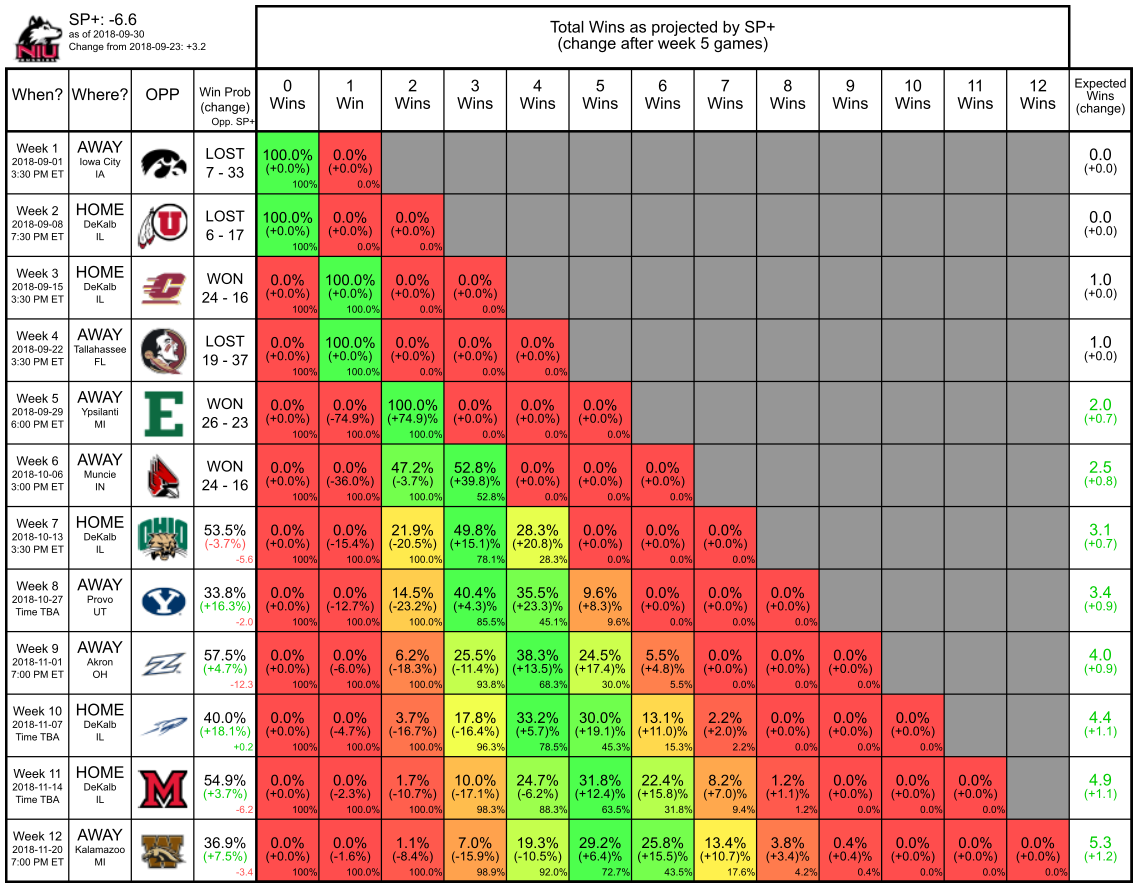 NIU
SP+: -6.6
as of 2018-09-30
Change from 2018-09-23: +3.2
Total Wins as projected by SP+
(change after week 5 games)
When? Where? OPP Win Prob (change) Opp. SP+ 0 Wins 1 Win 2 Wins 3 Wins 4 Wins 5 Wins 6 Wins 7 Wins 8 Wins 9 Wins 10 Wins 11 Wins 12 Wins Expected Wins (change)
Week 1 AWAY LOST 100.0% 0.0% 0.0
2018-09-01 Iowa City 7 - 33 (+0.0%) (+0.0%) (+0.0)
3:30 PM ET IA 100% 0.0%
Week 2 HOME U LOST 100.0% 0.0% 0.0% 0.0
2018-09-08 DeKalb 6 - 17 (+0.0%) (+0.0%) (+0.0%) (+0.0)
7:30 PM ET IL 100% 0.0% 0.0%
Week 3 HOME C WON 0.0% 100.0% 0.0% 0.0% 1.0
2018-09-15 DeKalb 24 - 16 (+0.0%) (+0.0%) (+0.0%) (+0.0%) (+0.0)
3:30 PM ET IL 100% 100.0% 0.0% 0.0%
Week 4 AWAY LOST 0.0% 100.0% 0.0% 0.0% 0.0% 1.0
2018-09-22 Tallahassee 19 - 37 (+0.0%) (+0.0%) (+0.0%) (+0.0%) (+0.0%) (+0.0)
3:30 PM ET FL 100% 100.0% 0.0% 0.0% 0.0%
Week 5 AWAY E WON 0.0% 0.0% 100.0% 0.0% 0.0% 0.0% 2.0
2018-09-29 Ypsilanti 26 - 23 (+0.0%) (-74.9%) (+74.9)% (+0.0%) (+0.0%) (+0.0%) (+0.7)
6:00 PM ET MI 100% 100.0% 100.0% 0.0% 0.0% 0.0%
Week 6 AWAY WON 0.0% 0.0% 47.2% 52.8% 0.0% 0.0% 0.0% 2.5
2018-10-06 Muncie 24 - 16 (+0.0%) (-36.0%) (-3.7%) (+39.8)% (+0.0%) (+0.0%) (+0.0%) (+0.8)
3:00 PM ET IN 100% 100.0% 100.0% 52.8% 0.0% 0.0% 0.0%
Week 7 HOME OHIO 53.5% 0.0% 0.0% 21.9% 49.8% 28.3% 0.0% 0.0% 0.0% 3.1
2018-10-13 DeKalb (-3.7%) (+0.0%) (-15.4%) (-20.5%) (+15.1)% (+20.8)% (+0.0%) (+0.0%) (+0.0%) (+0.7)
3:30 PM ET IL -5.6 100% 100.0% 100.0% 78.1% 28.3% 0.0% 0.0% 0.0%
Week 8 AWAY Y 33.8% 0.0% 0.0% 14.5% 40.4% 35.5% 9.6% 0.0% 0.0% 0.0% 3.4
2018-10-27 Provo (+16.3%) (+0.0%) (-12.7%) (-23.2%) (+4.3)% (+23.3)% (+8.3)% (+0.0%) (+0.0%) (+0.0%) (+0.9)
Time TBA UT -2.0 100% 100.0% 100.0% 85.5% 45.1% 9.6% 0.0% 0.0% 0.0%
Week 9 AWAY 57.5% 0.0% 0.0% 6.2% 25.5% 38.3% 24.5% 5.5% 0.0% 0.0% 0.0% 4.0
2018-11-01 Akron (+4.7%) (+0.0%) (-6.0%) (-18.3%) (-11.4%) (+13.5)% (+17.4)% (+4.8)% (+0.0%) (+0.0%) (+0.0%) (+0.9)
7:00 PM ET OH -12.3 100% 100.0% 100.0% 93.8% 68.3% 30.0% 5.5% 0.0% 0.0% 0.0%
Week 10 HOME 40.0% 0.0% 0.0% 3.7% 17.8% 33.2% 30.0% 13.1% 2.2% 0.0% 0.0% 0.0% 4.4
2018-11-07 DeKalb (+18.1%) (+0.0%) (-4.7%) (-16.7%) (-16.4%) (+5.7)% (+19.1)% (+11.0)% (+2.0)% (+0.0%) (+0.0%) (+0.0%) (+1.1)
Time TBA IL +0.2 100% 100.0% 100.0% 96.3% 78.5% 45.3% 15.3% 2.2% 0.0% 0.0% 0.0%
Week 11 HOME M 54.9% 0.0% 0.0% 1.7% 10.0% 24.7% 31.8% 22.4% 8.2% 1.2% 0.0% 0.0% 0.0% 4.9
2018-11-14 DeKalb (+3.7%) (+0.0%) (-2.3%) (-10.7%) (-17.1%) (-6.2%) (+12.4)% (+15.8)% (+7.0)% (+1.1)% (+0.0%) (+0.0%) (+0.0%) (+1.1)
Time TBA IL -6.2 100% 100.0% 100.0% 98.3% 88.3% 63.5% 31.8% 9.4% 1.2% 0.0% 0.0% 0.0%
Week 12 AWAY W 36.9% 0.0% 0.0% 1.1% 7.0% 19.3% 29.2% 25.8% 13.4% 3.8% 0.4% 0.0% 0.0% 0.0% 5.3
2018-11-20 Kalamazoo (+7.5%) (+0.0%) (-1.6%) (-8.4%) (-15.9%) (-10.5%) (+6.4)% (+15.5)% (+10.7)% (+3.4)% (+0.4)% (+0.0%) (+0.0%) (+0.0%) (+1.2)
7:00 PM ET MI -3.4 100% 100.0% 100.0% 98.9% 92.0% 72.7% 43.5% 17.6% 4.2% 0.4% 0.0% 0.0% 0.0%